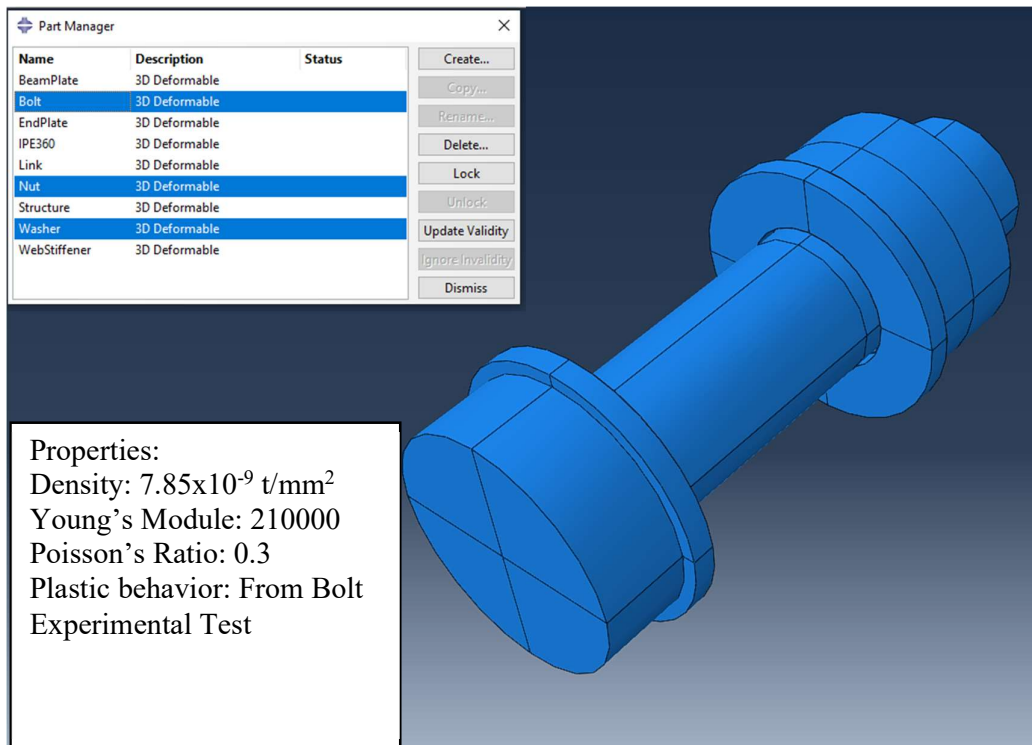 Part Manager
Name Description Status
BeamPlate 3D Deformable
Bolt 3D Deformable
EndPlate 3D Deformable
IPE360 3D Deformable
Link 3D Deformable
Nut 3D Deformable
Structure 3D Deformable
Washer 3D Deformable
WebStiffener 3D Deformable
Create...
Copy...
Rename...
Delete...
Lock
Unlock
Update Validity
Ignore Invalidity
Dismiss
Properties:
Density: 7.85x10⁻⁹ t/mm²
Young’s Module: 210000
Poisson’s Ratio: 0.3
Plastic behavior: From Bolt
Experimental Test